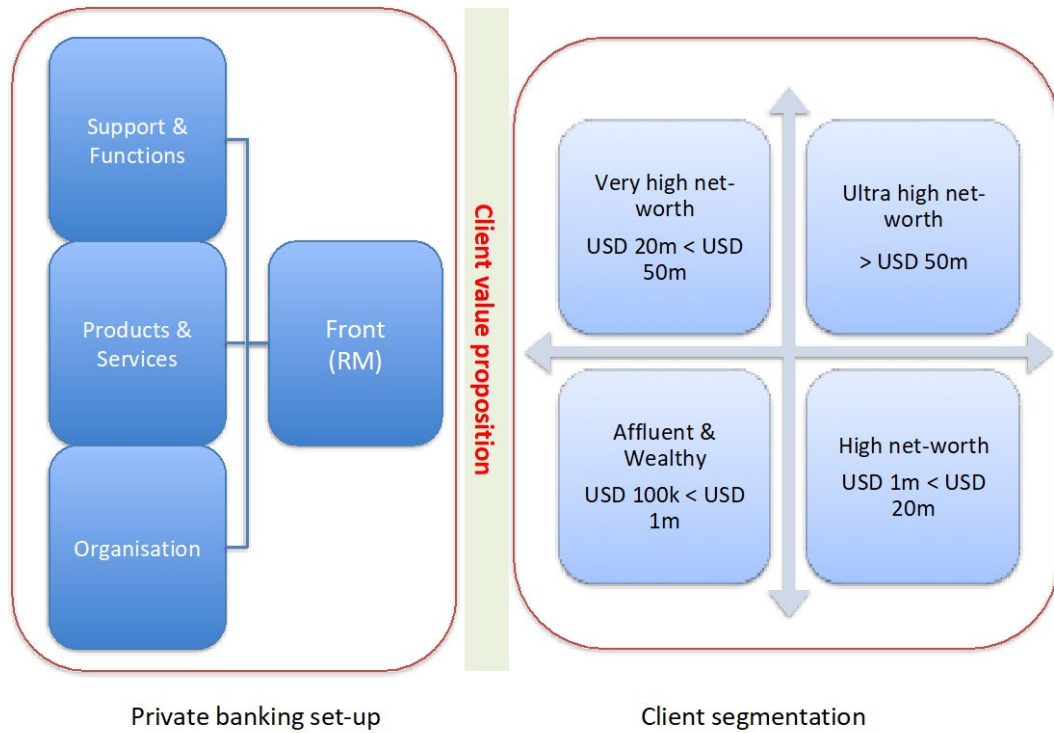 Support &
Functions
Products &
Services
Organisation
Front
(RM)
Client value proposition
Very high net-
worth
USD 20m < USD
50m
Ultra high net-
worth
> USD 50m
Affluent &
Wealthy
USD 100k < USD
1m
High net-worth
USD 1m < USD
20m
Private banking set-up
Client segmentation